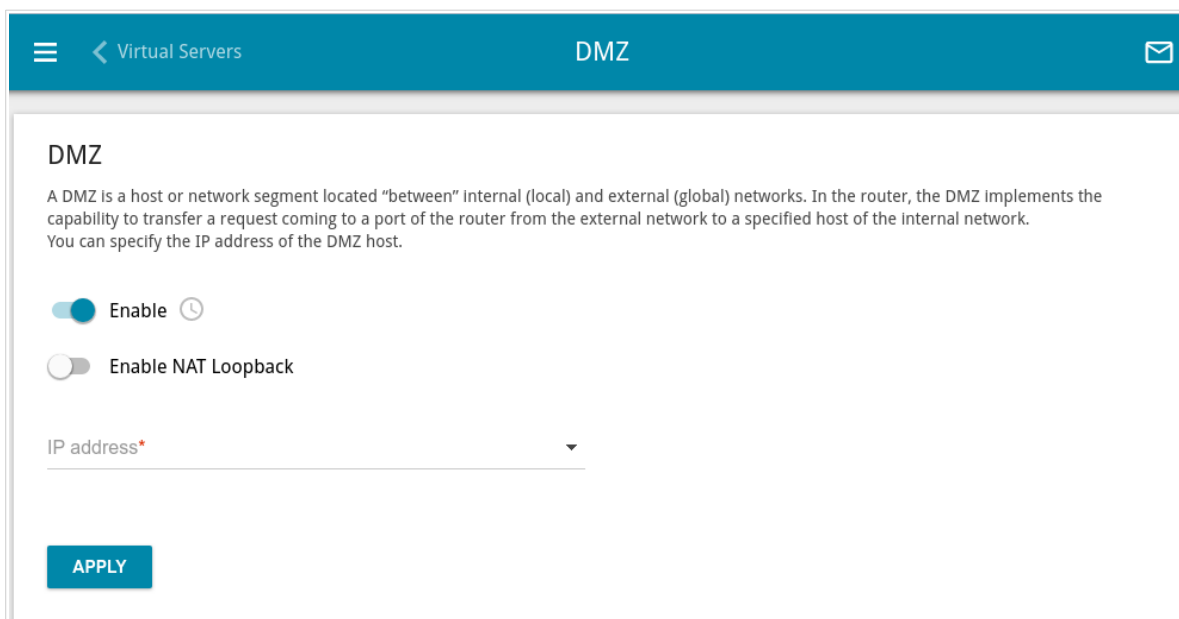 Virtual Servers
DMZ
DMZ
A DMZ is a host or network segment located “between” internal (local) and external (global) networks. In the router, the DMZ implements the
capability to transfer a request coming to a port of the router from the external network to a specified host of the internal network.
You can specify the IP address of the DMZ host.
Enable
Enable NAT Loopback
IP address*
APPLY